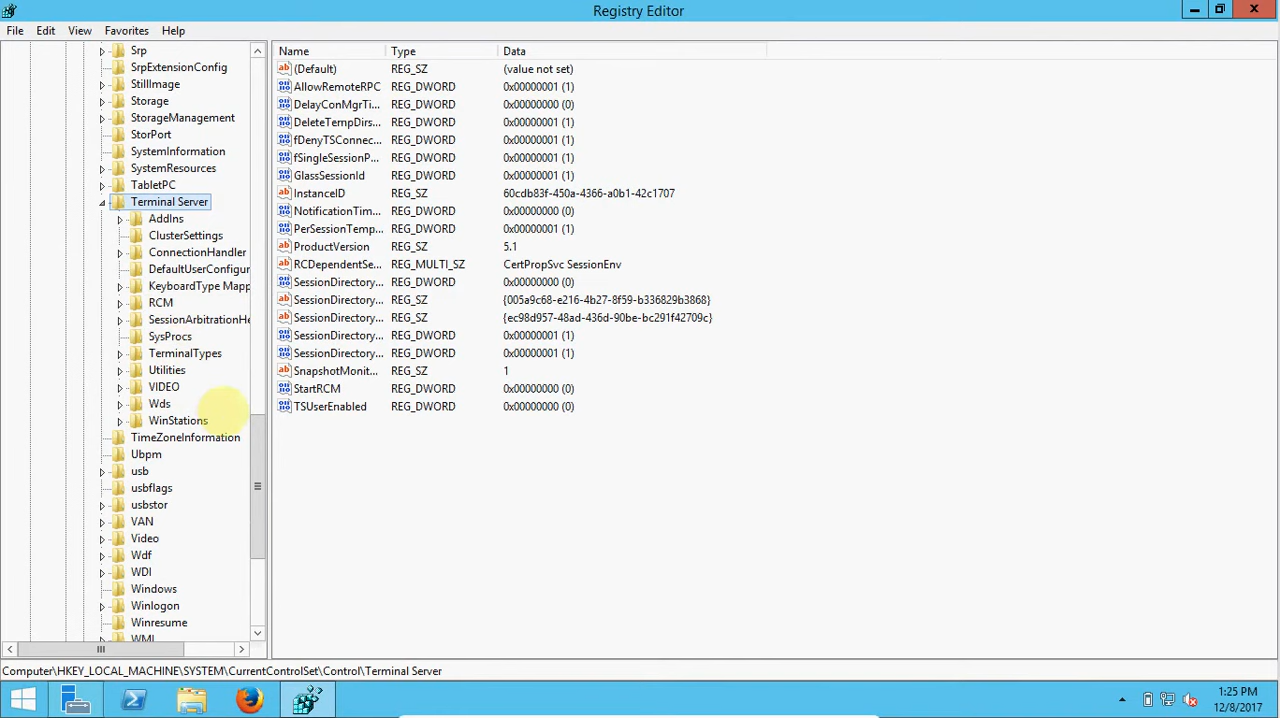 Registry Editor
File Edit View Favorites Help
Srp
SrpExtensionConfig
StillImage
Storage
StorageManagement
StorPort
SystemInformation
SystemResources
TabletPC
Terminal Server
AddIns
ClusterSettings
ConnectionHandler
DefaultUserConfigur
KeyboardType Mapp
RCM
SessionArbitrationHe
SysProcs
TerminalTypes
Utilities
VIDEO
Wds
WinStations
TimeZoneInformation
Ubpm
usb
usbflags
usbstor
VAN
Video
Wdf
WDI
Windows
Winlogon
Winresume
WMI
Name Type Data
(Default) REG_SZ (value not set)
AllowRemoteRPC REG_DWORD 0x00000001 (1)
DelayConMgrTi... REG_DWORD 0x00000000 (0)
DeleteTempDirs... REG_DWORD 0x00000001 (1)
fDenyTSConnec... REG_DWORD 0x00000001 (1)
fSingleSessionP... REG_DWORD 0x00000001 (1)
GlassSessionId REG_DWORD 0x00000001 (1)
InstanceID REG_SZ 60cdb83f-450a-4366-a0b1-42c1707
NotificationTim... REG_DWORD 0x00000000 (0)
PerSessionTemp... REG_DWORD 0x00000001 (1)
ProductVersion REG_SZ 5.1
RCDependentSe... REG_MULTI_SZ CertPropSvc SessionEnv
SessionDirectory... REG_DWORD 0x00000000 (0)
SessionDirectory... REG_SZ {005a9c68-e216-4b27-8f59-b336829b3868}
SessionDirectory... REG_SZ {ec98d957-48ad-436d-90be-bc291f42709c}
SessionDirectory... REG_DWORD 0x00000001 (1)
SessionDirectory... REG_DWORD 0x00000001 (1)
SnapshotMonit... REG_SZ 1
StartRCM REG_DWORD 0x00000000 (0)
TSUserEnabled REG_DWORD 0x00000000 (0)
Computer\HKEY_LOCAL_MACHINE\SYSTEM\CurrentControlSet\Control\Terminal Server
1:25 PM
12/8/2017